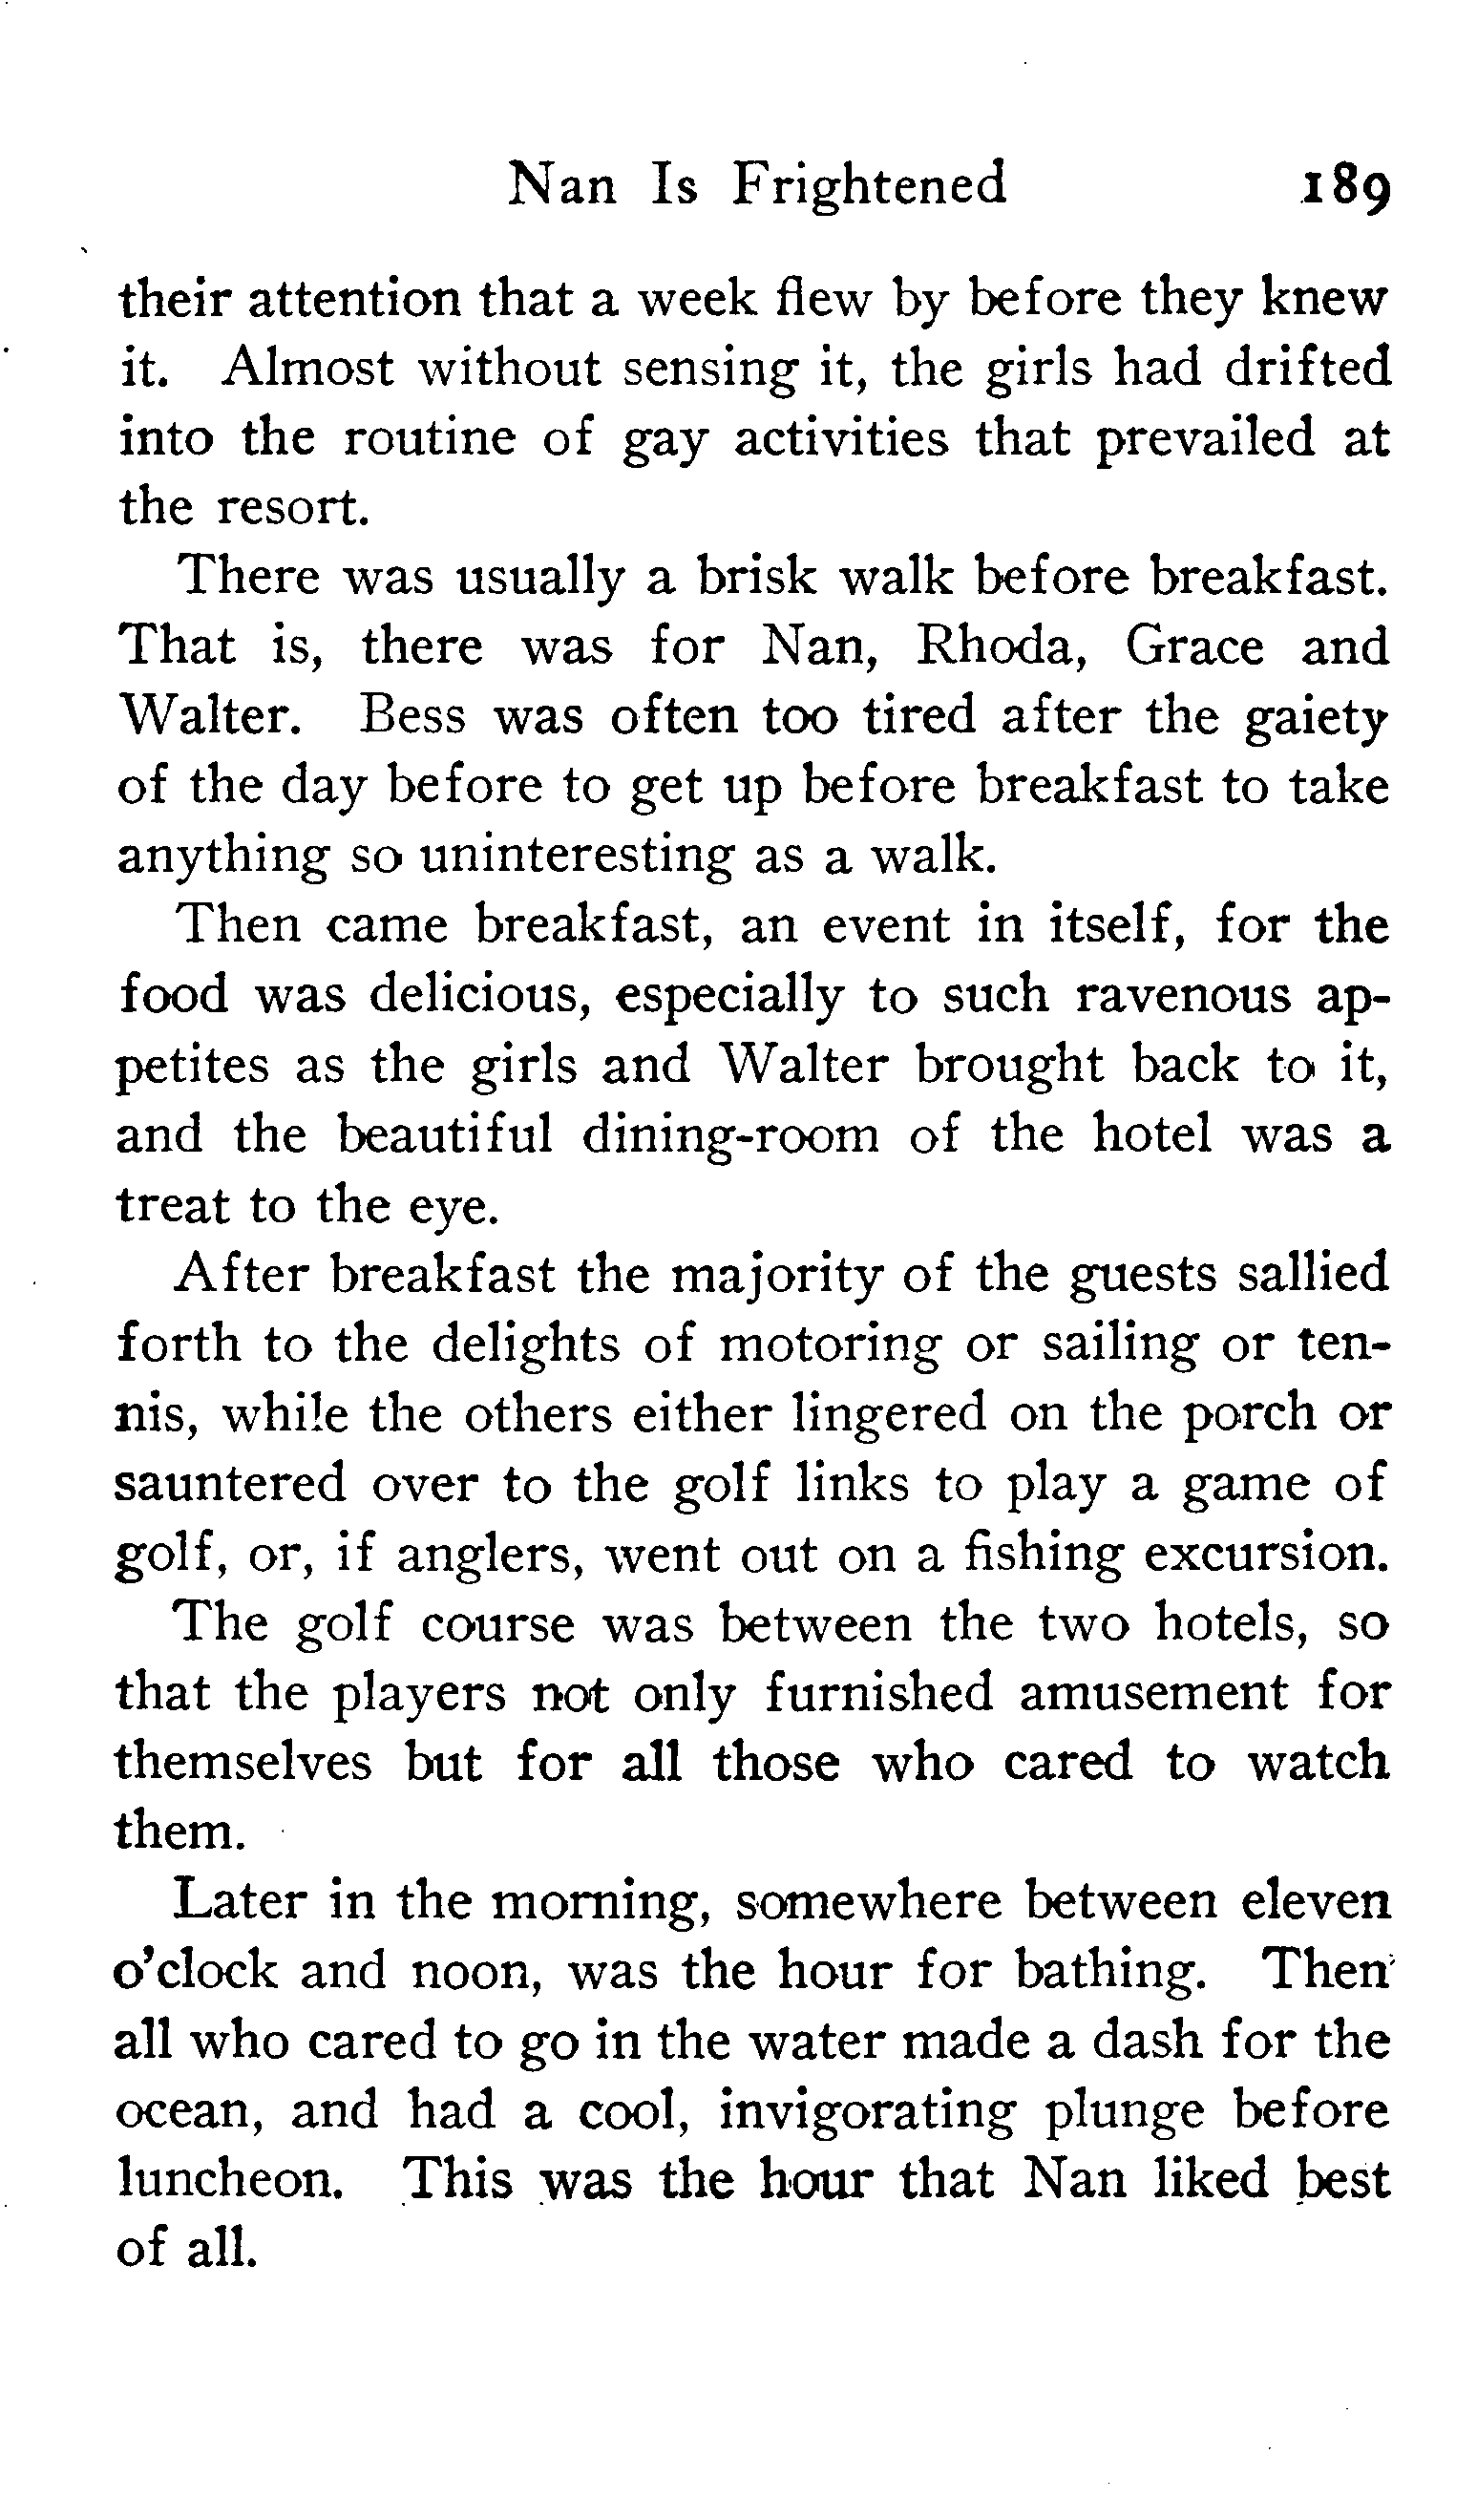 Nan Is Frightened 189
their attention that a week flew by before they knew
it. Almost without sensing it, the girls had drifted
into the routine of gay activities that prevailed at
the resort.
There was usually a brisk walk before breakfast.
That is, there was for Nan, Rhoda, Grace and
Walter. Bess was often too tired after the gaiety
of the day before to get up before breakfast to take
anything so uninteresting as a walk.
Then came breakfast, an event in itself, for the
food was delicious, especially to such ravenous ap-
petites as the girls and Walter brought back to it,
and the beautiful dining-room of the hotel was a
treat to the eye.
After breakfast the majority of the guests sallied
forth to the delights of motoring or sailing or ten-
nis, while the others either lingered on the porch or
sauntered over to the golf links to play a game of
golf, or, if anglers, went out on a fishing excursion.
The golf course was between the two hotels, so
that the players not only furnished amusement for
themselves but for all those who cared to watch
them.
Later in the morning, somewhere between eleven
o'clock and noon, was the hour for bathing. Then
all who cared to go in the water made a dash for the
ocean, and had a cool, invigorating plunge before
luncheon. This was the hour that Nan liked best
of all.